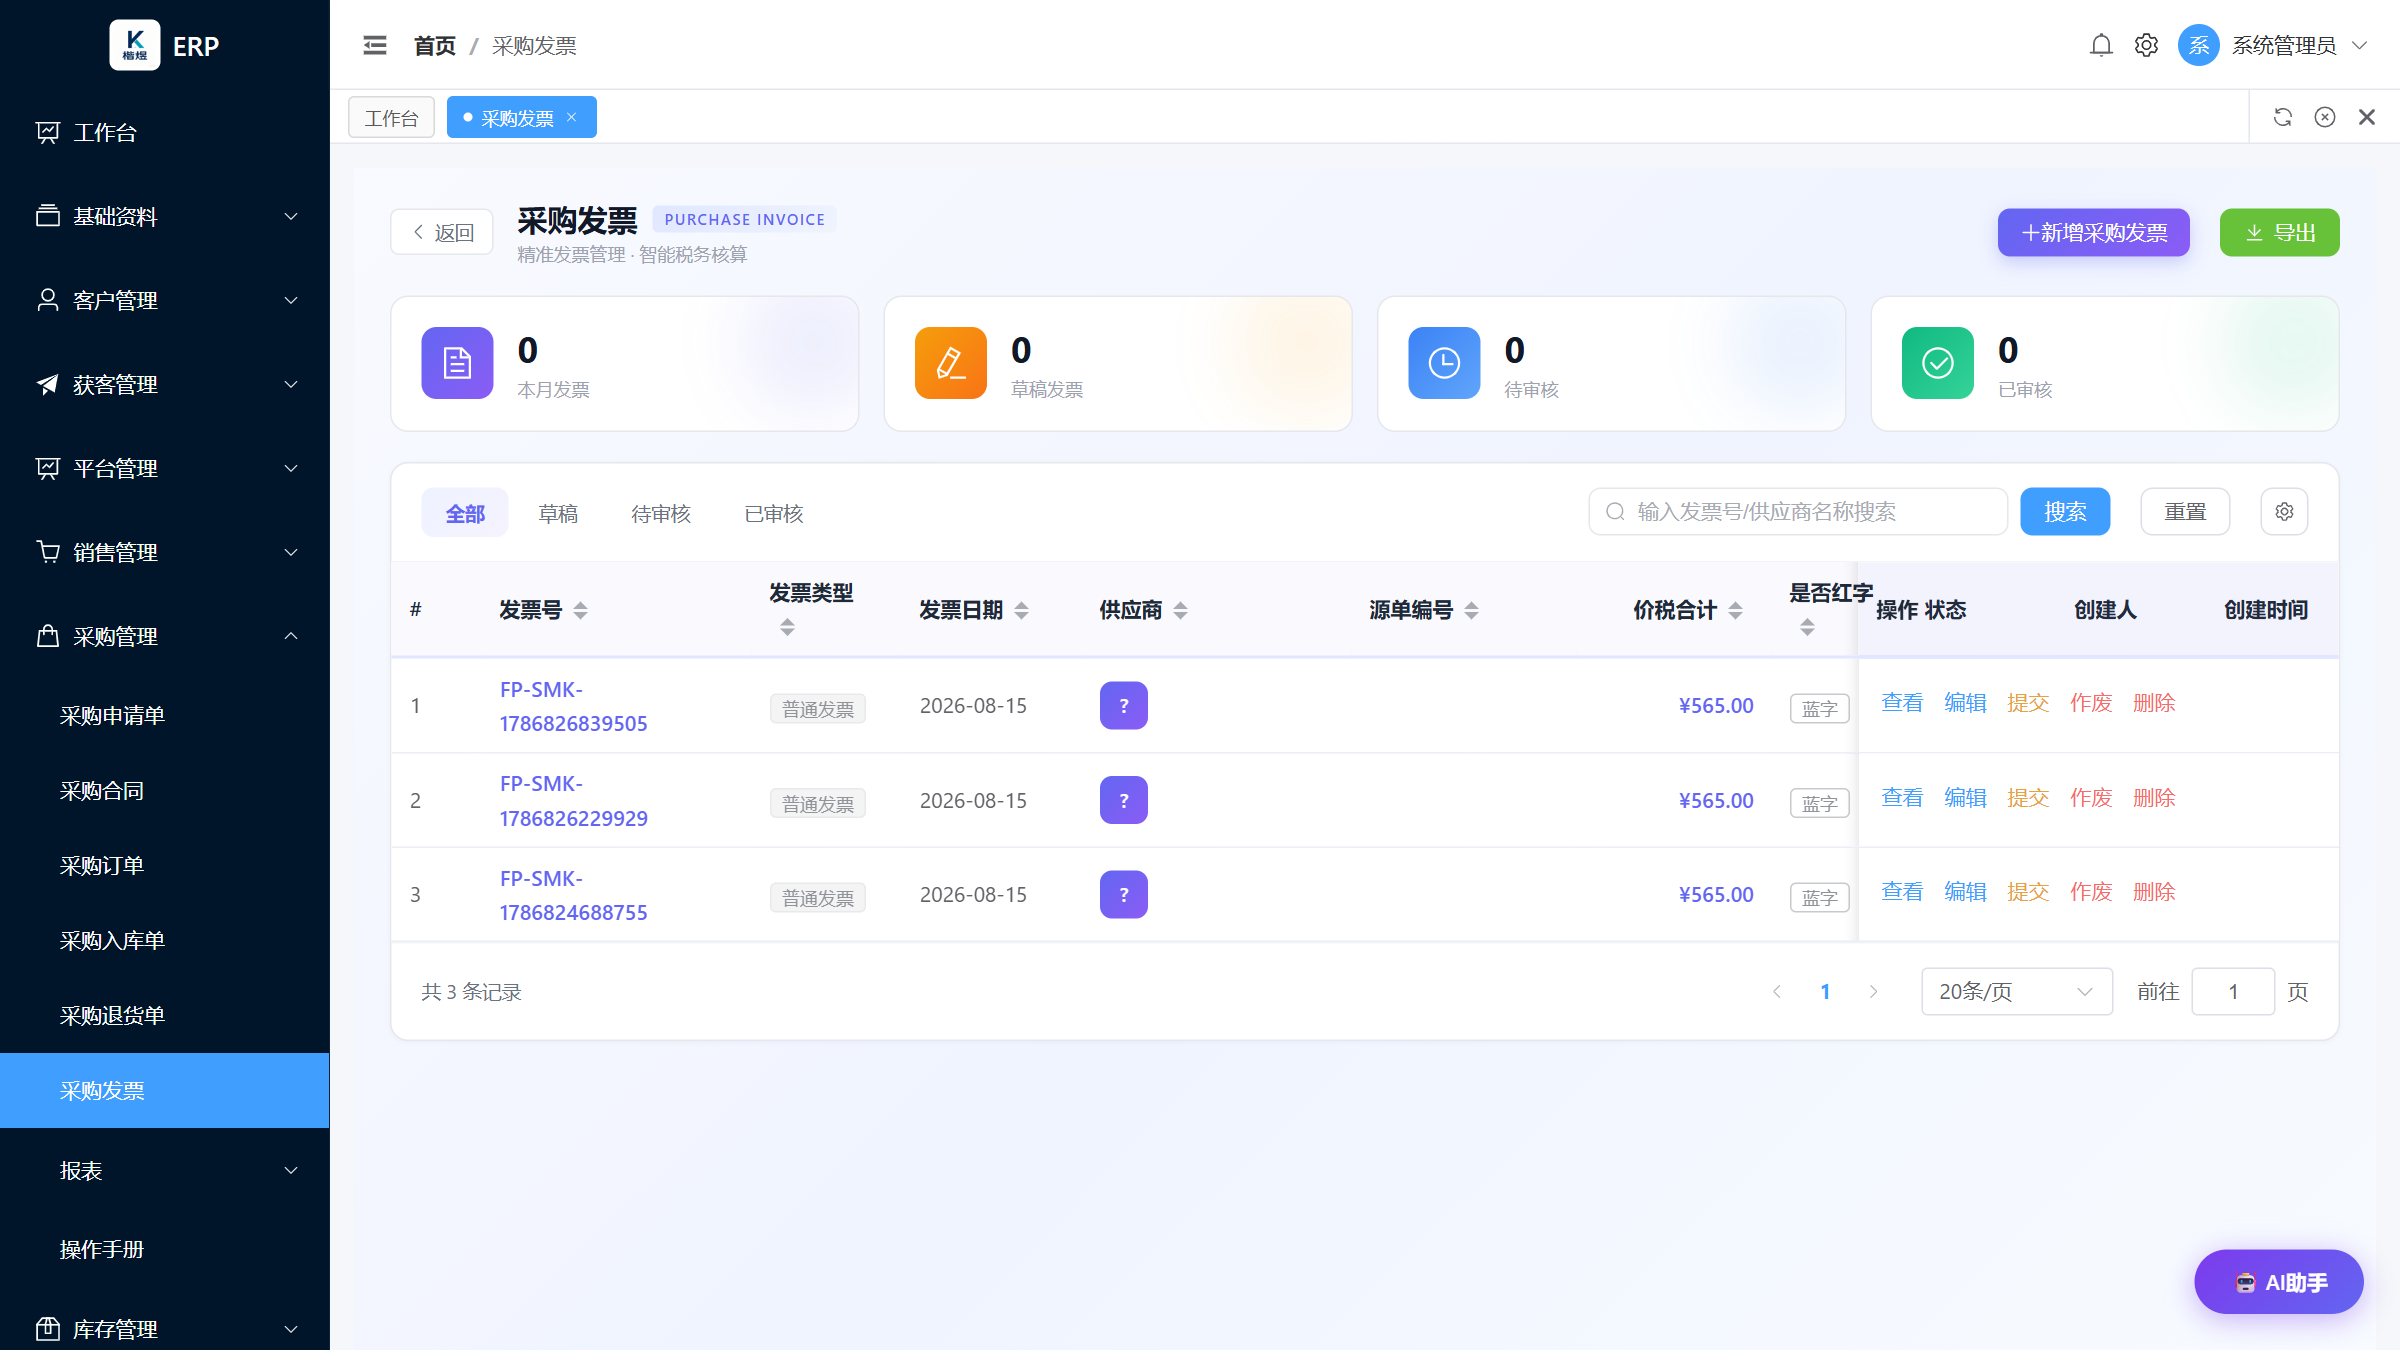 K
楷煜
ERP
工作台
基础资料
客户管理
获客管理
平台管理
销售管理
采购管理
采购申请单
采购合同
采购订单
采购入库单
采购退货单
采购发票
报表
操作手册
库存管理
首页 / 采购发票
系 系统管理员
工作台
采购发票
返回
采购发票 PURCHASE INVOICE
精准发票管理 · 智能税务核算
+新增采购发票
导出
0
本月发票
0
草稿发票
0
待审核
0
已审核
全部 草稿 待审核 已审核
输入发票号/供应商名称搜索 搜索 重置
# 发票号 发票类型 发票日期 供应商 源单编号 价税合计 是否红字 操作 状态 创建人 创建时间
1 FP-SMK-1786826839505 普通发票 2026-08-15 ? ¥565.00 蓝字 查看 编辑 提交 作废 删除
2 FP-SMK-1786826229929 普通发票 2026-08-15 ? ¥565.00 蓝字 查看 编辑 提交 作废 删除
3 FP-SMK-1786824688755 普通发票 2026-08-15 ? ¥565.00 蓝字 查看 编辑 提交 作废 删除
共 3 条记录 1 20条/页 前往 1 页
AI助手